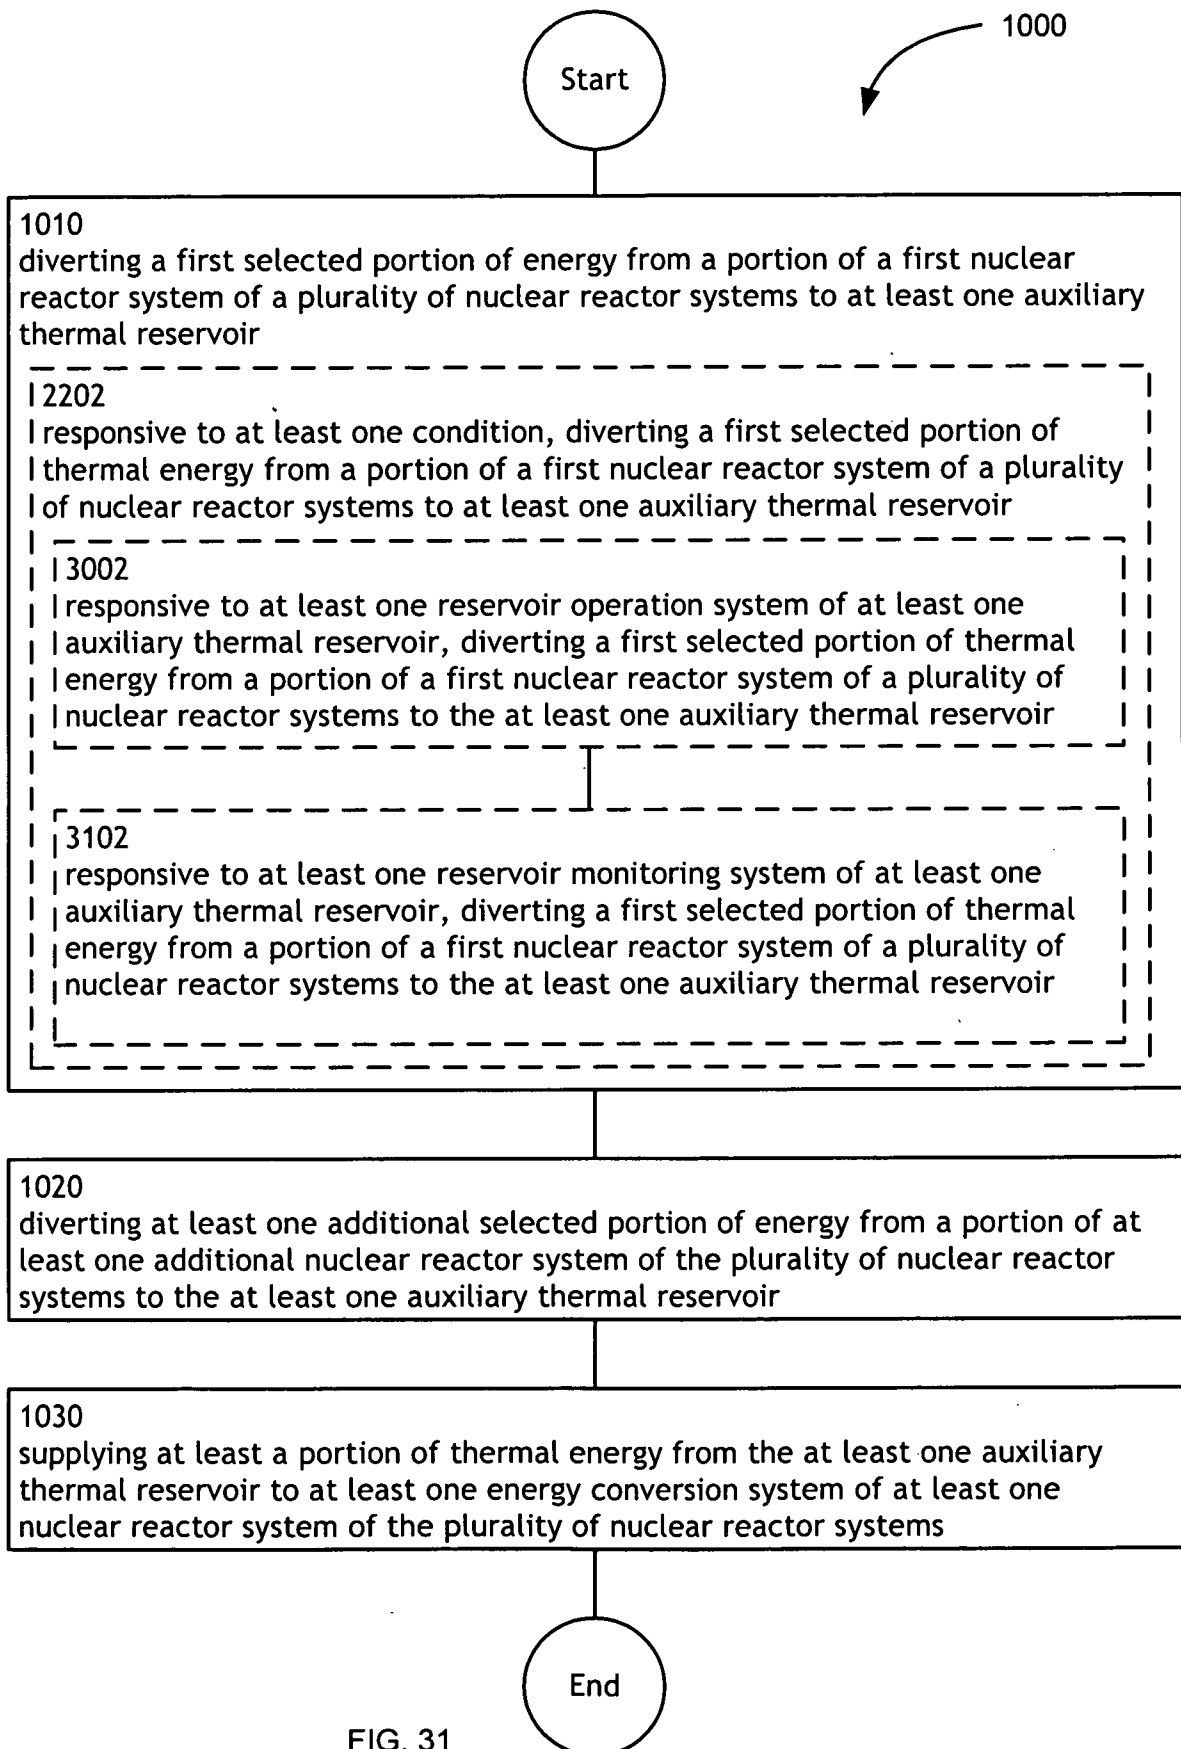 1000
Start
1010
diverting a first selected portion of energy from a portion of a first nuclear
reactor system of a plurality of nuclear reactor systems to at least one auxiliary
thermal reservoir
2202
responsive to at least one condition, diverting a first selected portion of
thermal energy from a portion of a first nuclear reactor system of a plurality
of nuclear reactor systems to at least one auxiliary thermal reservoir
3002
responsive to at least one reservoir operation system of at least one
auxiliary thermal reservoir, diverting a first selected portion of thermal
energy from a portion of a first nuclear reactor system of a plurality of
nuclear reactor systems to the at least one auxiliary thermal reservoir
3102
responsive to at least one reservoir monitoring system of at least one
auxiliary thermal reservoir, diverting a first selected portion of thermal
energy from a portion of a first nuclear reactor system of a plurality of
nuclear reactor systems to the at least one auxiliary thermal reservoir
1020
diverting at least one additional selected portion of energy from a portion of at
least one additional nuclear reactor system of the plurality of nuclear reactor
systems to the at least one auxiliary thermal reservoir
1030
supplying at least a portion of thermal energy from the at least one auxiliary
thermal reservoir to at least one energy conversion system of at least one
nuclear reactor system of the plurality of nuclear reactor systems
End
FIG. 31